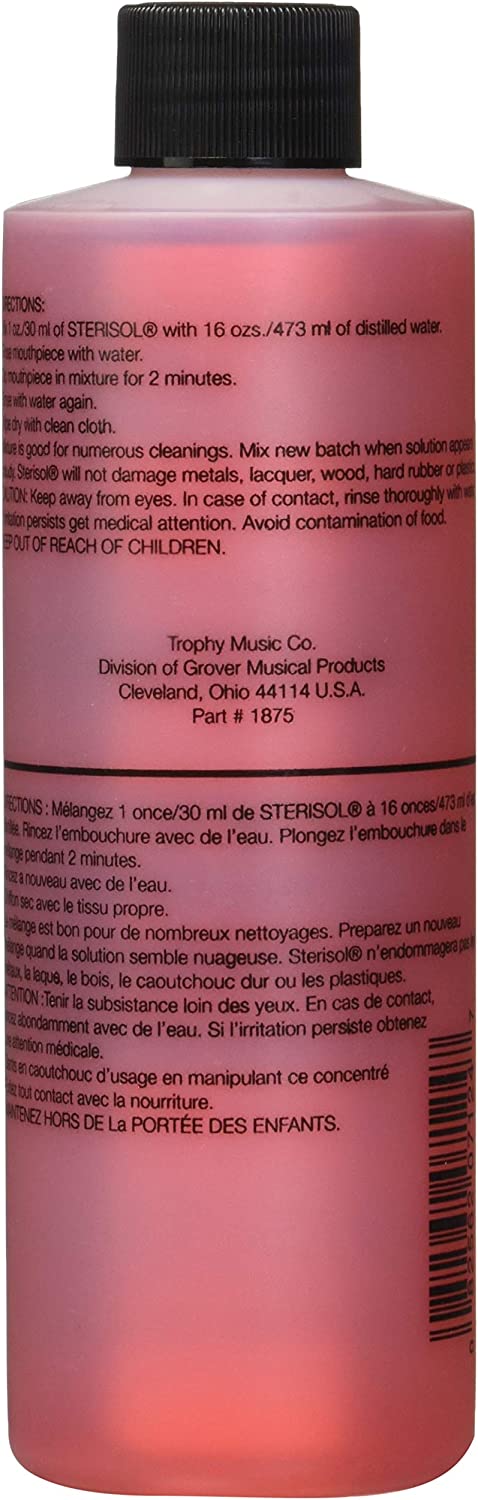 RECTIONS:
1 oz./30 ml of STERISOL® with 16 ozs./473 ml of distilled water.
mouthpiece with water.
mouthpiece in mixture for 2 minutes.
with water again.
dry with clean cloth.
is good for numerous cleanings. Mix new batch when solution appears
Sterisol® will not damage metals, lacquer, wood, hard rubber or plastic
Keep away from eyes. In case of contact, rinse thoroughly with water
persists get medical attention. Avoid contamination of food.
OUT OF REACH OF CHILDREN.
Trophy Music Co.
Division of Grover Musical Products
Cleveland, Ohio 44114 U.S.A.
Part # 1875
RECTIONS : Mélangez 1 once/30 ml de STERISOL® à 16 onces/473 ml
Rincez l'embouchure avec de l'eau. Plongez l'embouchure dans le
pendant 2 minutes.
a nouveau avec de l'eau.
sec avec le tissu propre.
mélange est bon pour de nombreux nettoyages. Preparez un nouveau
quand la solution semble nuageuse. Sterisol® n'endommagera pas
la laque, le bois, le caoutchouc dur ou les plastiques.
:Tenir la subsistance loin des yeux. En cas de contact,
abondamment avec de l'eau. Si l'irritation persiste obtenez
attention médicale.
en caoutchouc d'usage en manipulant ce concentré
tout contact avec la nourriture.
HORS DE La PORTÉE DES ENFANTS.